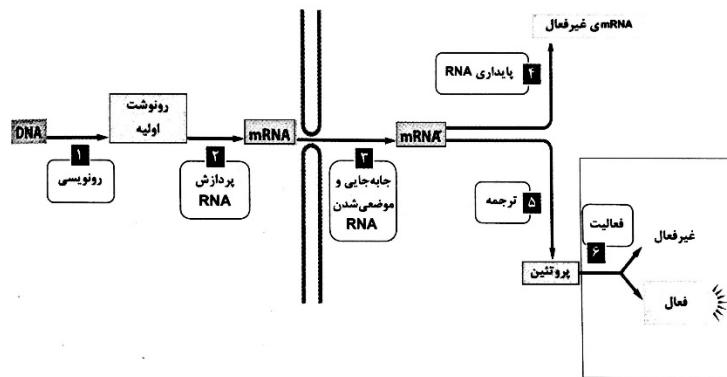 mRNAی غیرفعال
پایداری RNA
۴
رونوشت
اولیه
DNA
mRNA
mRNA
۱
رونویسی
۲
پردازش
RNA
۳
جابه‌جایی و
موضعی‌شدن
RNA
ترجمه
۵
فعالیت
۶
غیرفعال
پروتئین
فعال